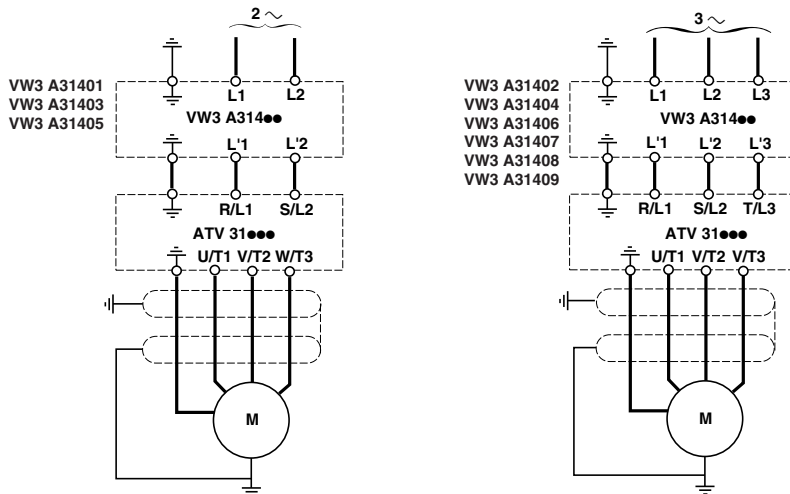 2 ∼
VW3 A31401
VW3 A31403
VW3 A31405
L1 L2
VW3 A314●●
L'1 L'2
R/L1 S/L2
ATV 31●●●
U/T1 V/T2 W/T3
M
3 ∼
VW3 A31402
VW3 A31404
VW3 A31406
VW3 A31407
VW3 A31408
VW3 A31409
L1 L2 L3
VW3 A314●●
L'1 L'2 L'3
R/L1 S/L2 T/L3
ATV 31●●●
U/T1 V/T2 V/T3
M